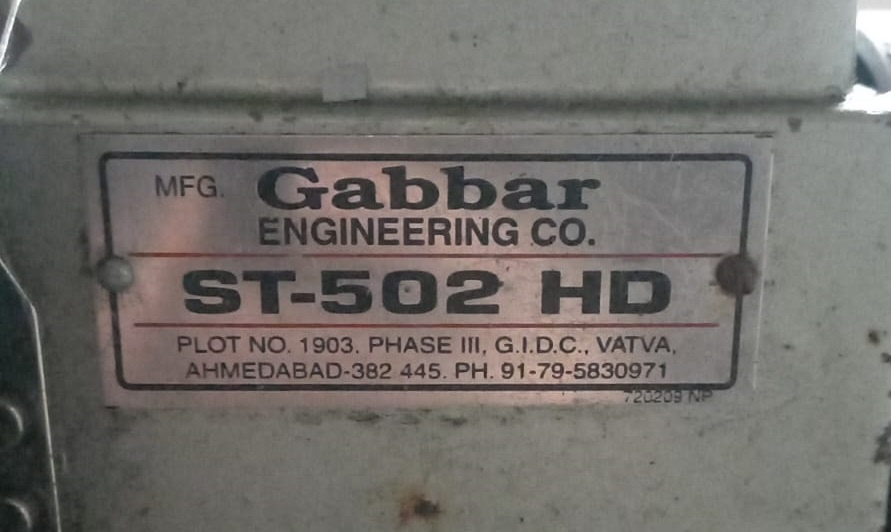 MFG. Gabbar
ENGINEERING CO.
ST-502 HD
PLOT NO. 1903, PHASE III, G.I.D.C., VATVA,
AHMEDABAD-382 445. PH. 91-79-5830971
720209 NP